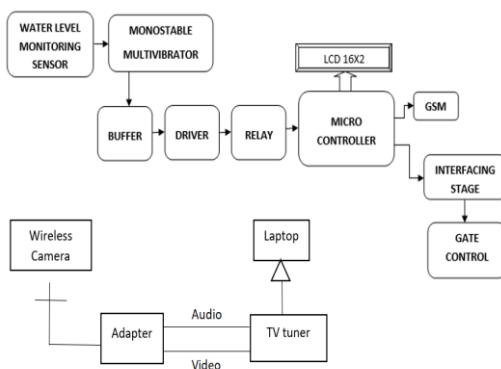 WATER LEVEL
MONITORING
SENSOR
MONOSTABLE
MULTIVIBRATOR
LCD 16X2
BUFFER
DRIVER
RELAY
MICRO
CONTROLLER
GSM
INTERFACING
STAGE
GATE
CONTROL
Wireless
Camera
Laptop
Adapter
Audio
Video
TV tuner